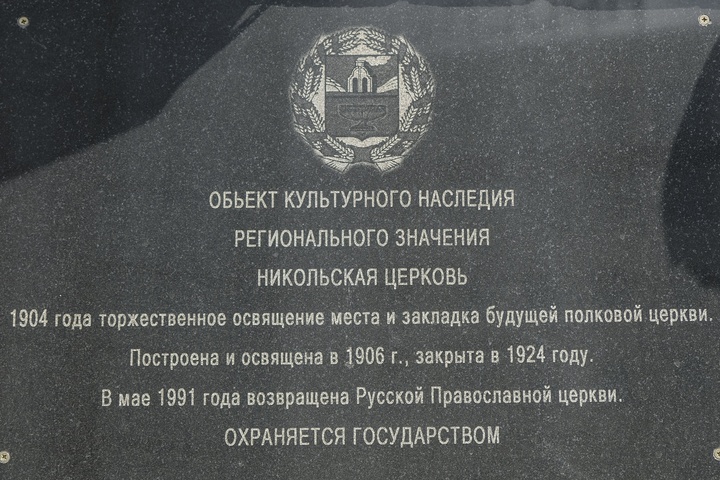 ОБЬЕКТ КУЛЬТУРНОГО НАСЛЕДИЯ
РЕГИОНАЛЬНОГО ЗНАЧЕНИЯ
НИКОЛЬСКАЯ ЦЕРКОВЬ
1904 года торжественное освящение места и закладка будущей полковой церкви.
Построена и освящена в 1906 г., закрыта в 1924 году.
В мае 1991 года возвращена Русской Православной церкви.
ОХРАНЯЕТСЯ ГОСУДАРСТВОМ